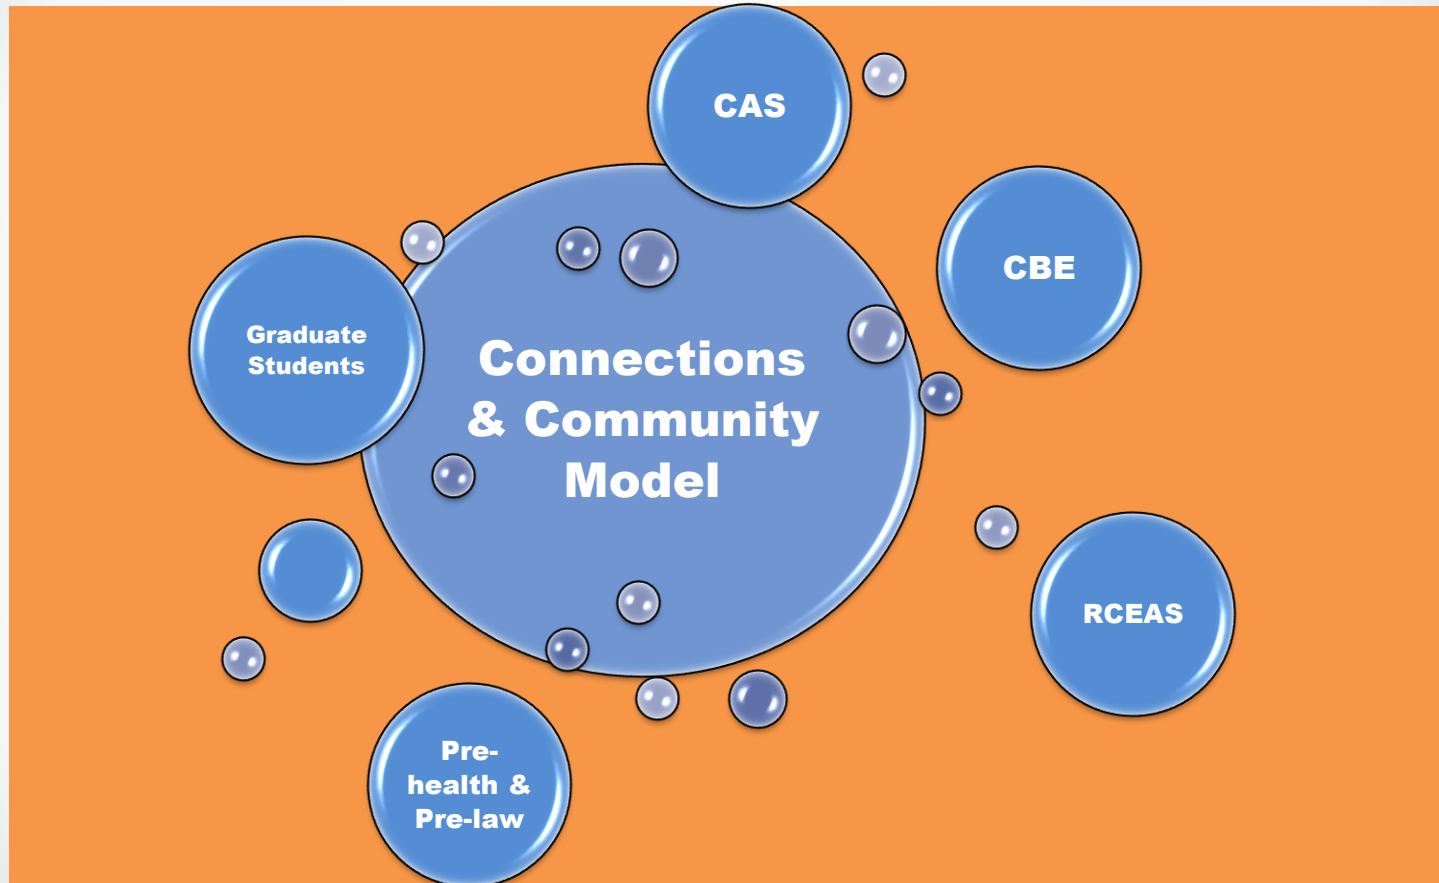 CAS
CBE
Graduate
Students
Connections
& Community
Model
RCEAS
Pre-
health &
Pre-law